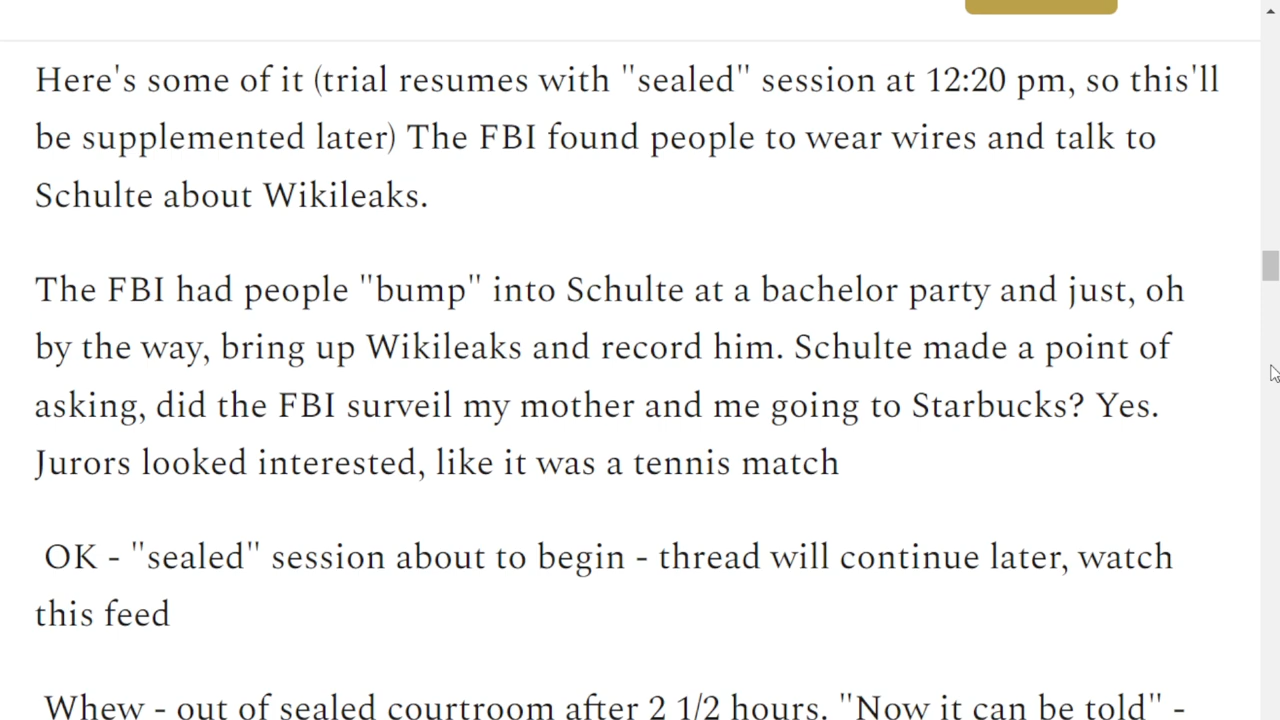 Here's some of it (trial resumes with "sealed" session at 12:20 pm, so this'll
be supplemented later) The FBI found people to wear wires and talk to
Schulte about Wikileaks.
The FBI had people "bump" into Schulte at a bachelor party and just, oh
by the way, bring up Wikileaks and record him. Schulte made a point of
asking, did the FBI surveil my mother and me going to Starbucks? Yes.
Jurors looked interested, like it was a tennis match
OK - "sealed" session about to begin - thread will continue later, watch
this feed
Whew - out of sealed courtroom after 2 1/2 hours. "Now it can be told" -